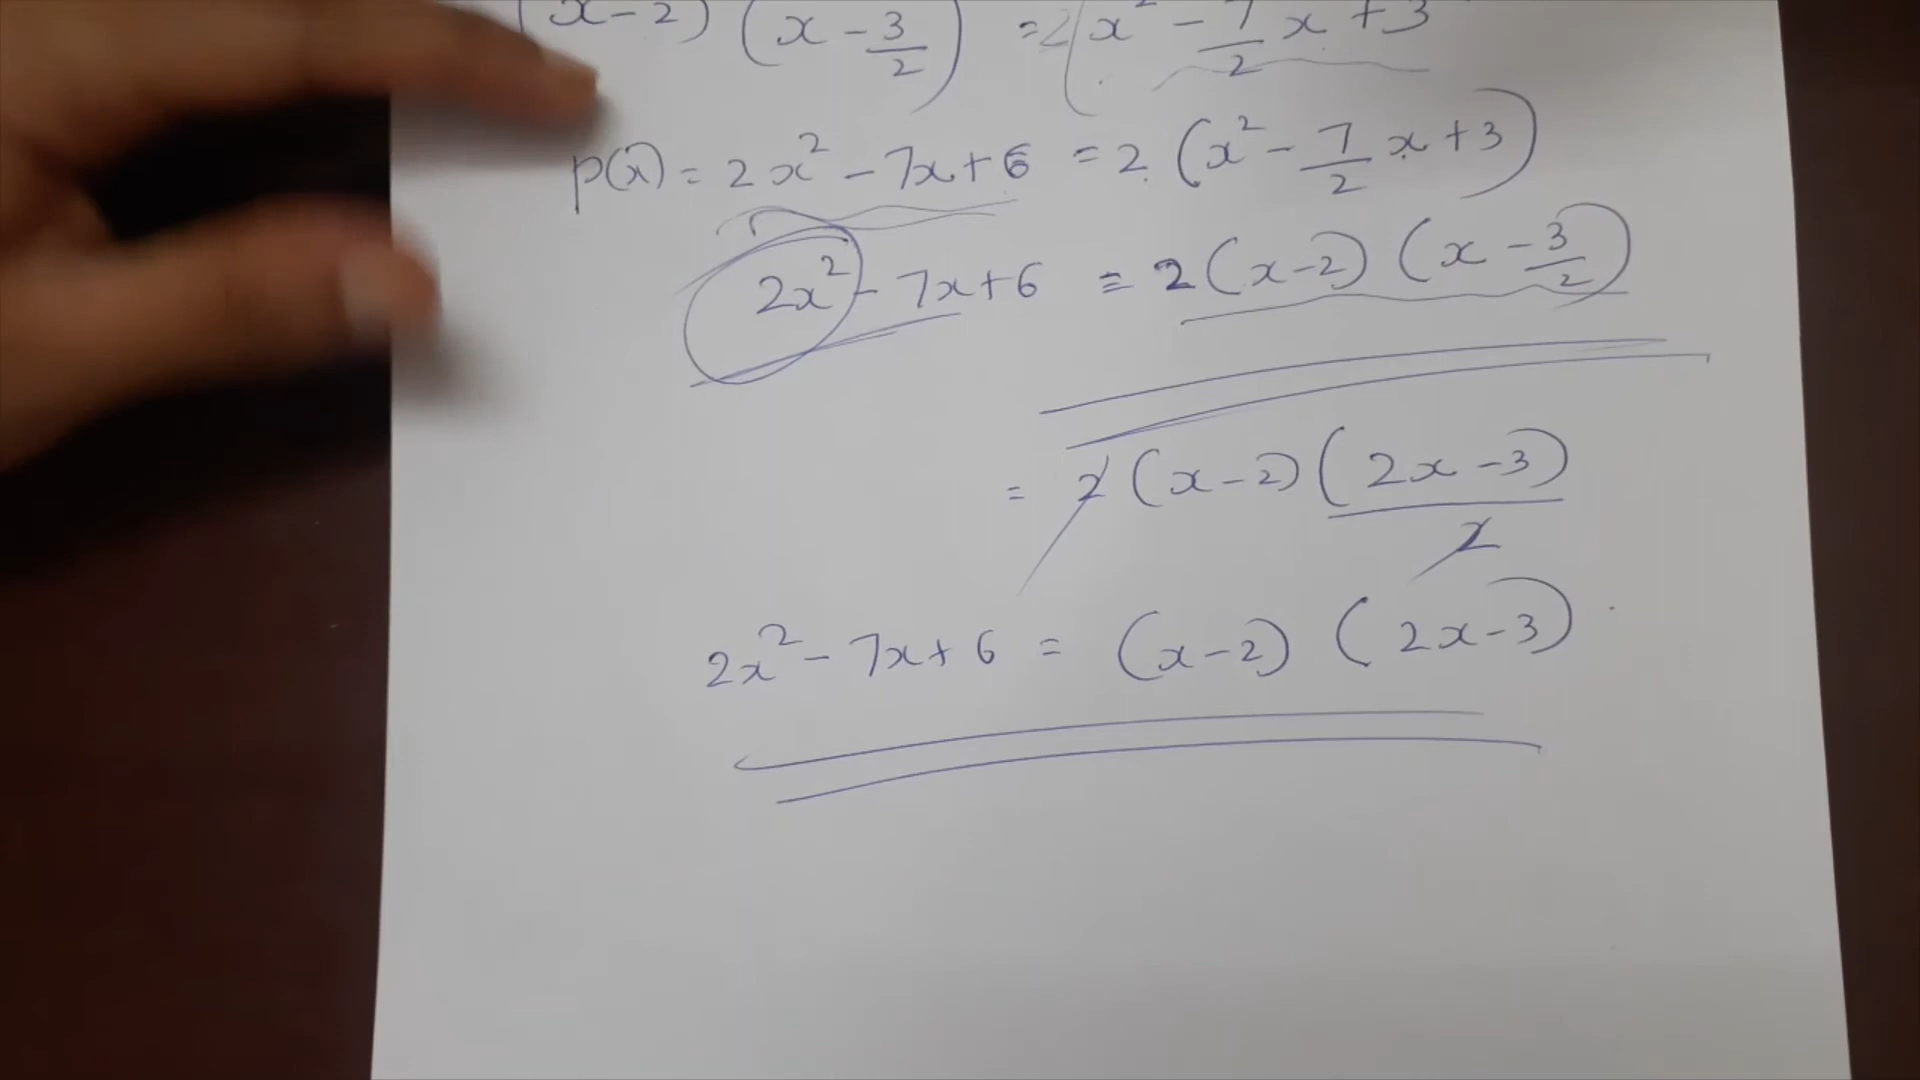 (x-2) (x-3/2) = 2(x² - 7/2 x + 3
p(x) = 2x² - 7x + 6 = 2 (x² - 7/2 x + 3)
2x² - 7x + 6 = 2 (x-2) (x - 3/2)
= 2 (x-2) (2x-3)/2
2x² - 7x + 6 = (x-2) (2x-3)